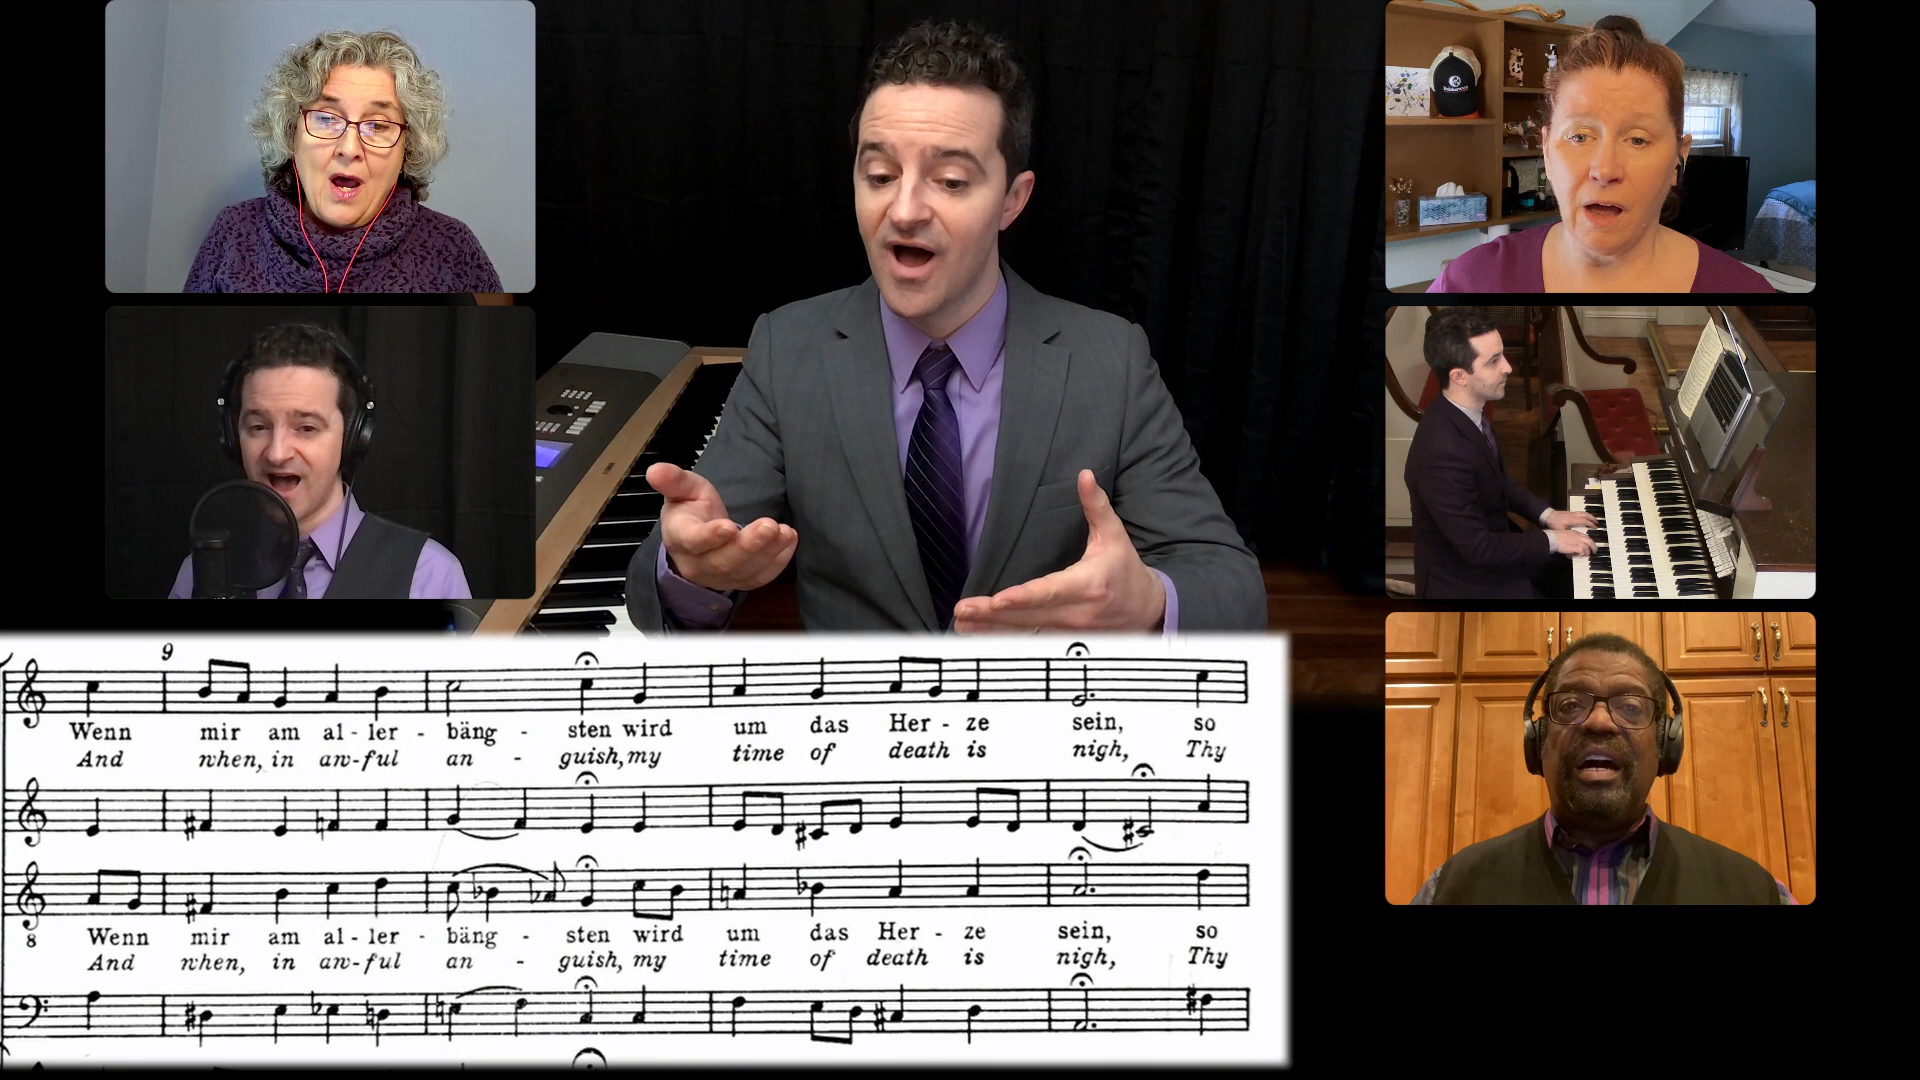 9
Wenn mir am al - ler - bäng - sten wird um das Her - ze sein, so
And when, in aw-ful an - guish, my time of death is nigh, Thy
8
Wenn mir am al - ler - bäng - sten wird um das Her - ze sein, so
And when, in aw-ful an - guish, my time of death is nigh, Thy